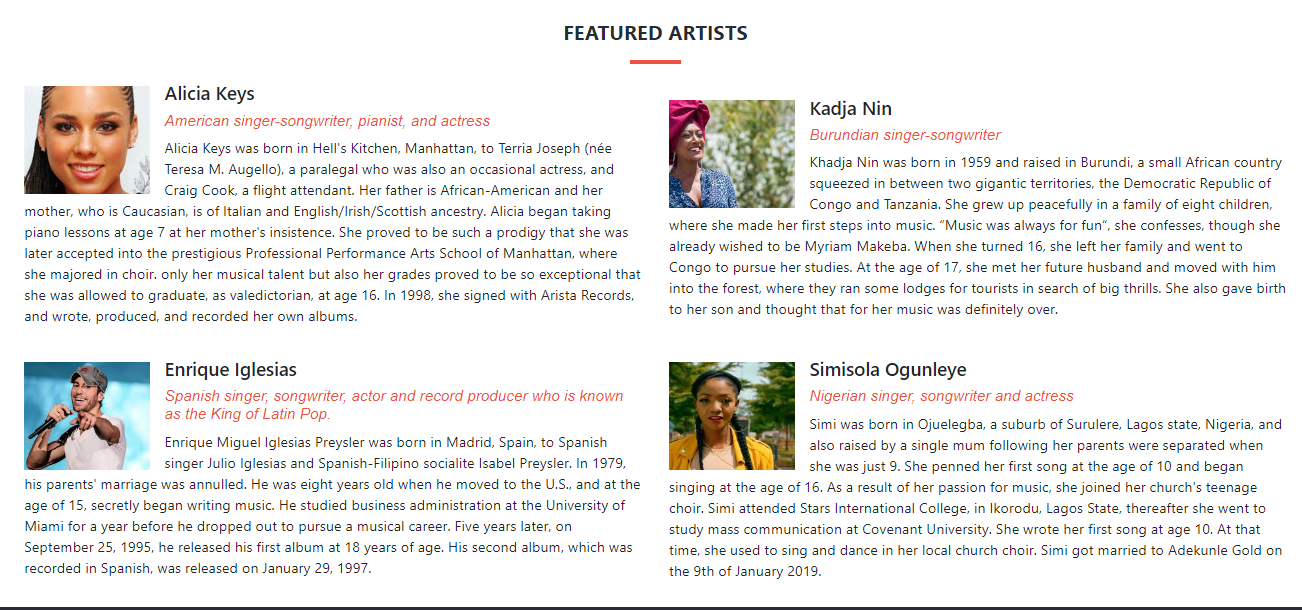 FEATURED ARTISTS
Alicia Keys
American singer-songwriter, pianist, and actress
Alicia Keys was born in Hell's Kitchen, Manhattan, to Terria Joseph (née
Teresa M. Augello), a paralegal who was also an occasional actress, and
Craig Cook, a flight attendant. Her father is African-American and her
mother, who is Caucasian, is of Italian and English/Irish/Scottish ancestry. Alicia began taking
piano lessons at age 7 at her mother's insistence. She proved to be such a prodigy that she was
later accepted into the prestigious Professional Performance Arts School of Manhattan, where
she majored in choir. only her musical talent but also her grades proved to be so exceptional that
she was allowed to graduate, as valedictorian, at age 16. In 1998, she signed with Arista Records,
and wrote, produced, and recorded her own albums.
Kadja Nin
Burundian singer-songwriter
Khadja Nin was born in 1959 and raised in Burundi, a small African country
squeezed in between two gigantic territories, the Democratic Republic of
Congo and Tanzania. She grew up peacefully in a family of eight children,
where she made her first steps into music. “Music was always for fun”, she confesses, though she
already wished to be Myriam Makeba. When she turned 16, she left her family and went to
Congo to pursue her studies. At the age of 17, she met her future husband and moved with him
into the forest, where they ran some lodges for tourists in search of big thrills. She also gave birth
to her son and thought that for her music was definitely over.
Enrique Iglesias
Spanish singer, songwriter, actor and record producer who is known
as the King of Latin Pop.
Enrique Miguel Iglesias Preysler was born in Madrid, Spain, to Spanish
singer Julio Iglesias and Spanish-Filipino socialite Isabel Preysler. In 1979,
his parents' marriage was annulled. He was eight years old when he moved to the U.S., and at the
age of 15, secretly began writing music. He studied business administration at the University of
Miami for a year before he dropped out to pursue a musical career. Five years later, on
September 25, 1995, he released his first album at 18 years of age. His second album, which was
recorded in Spanish, was released on January 29, 1997.
Simisola Ogunleye
Nigerian singer, songwriter and actress
Simi was born in Ojuelegba, a suburb of Surulere, Lagos state, Nigeria, and
also raised by a single mum following her parents were separated when
she was just 9. She penned her first song at the age of 10 and began
singing at the age of 16. As a result of her passion for music, she joined her church's teenage
choir. Simi attended Stars International College, in Ikorodu, Lagos State, thereafter she went to
study mass communication at Covenant University. She wrote her first song at age 10. At that
time, she used to sing and dance in her local church choir. Simi got married to Adekunle Gold on
the 9th of January 2019.